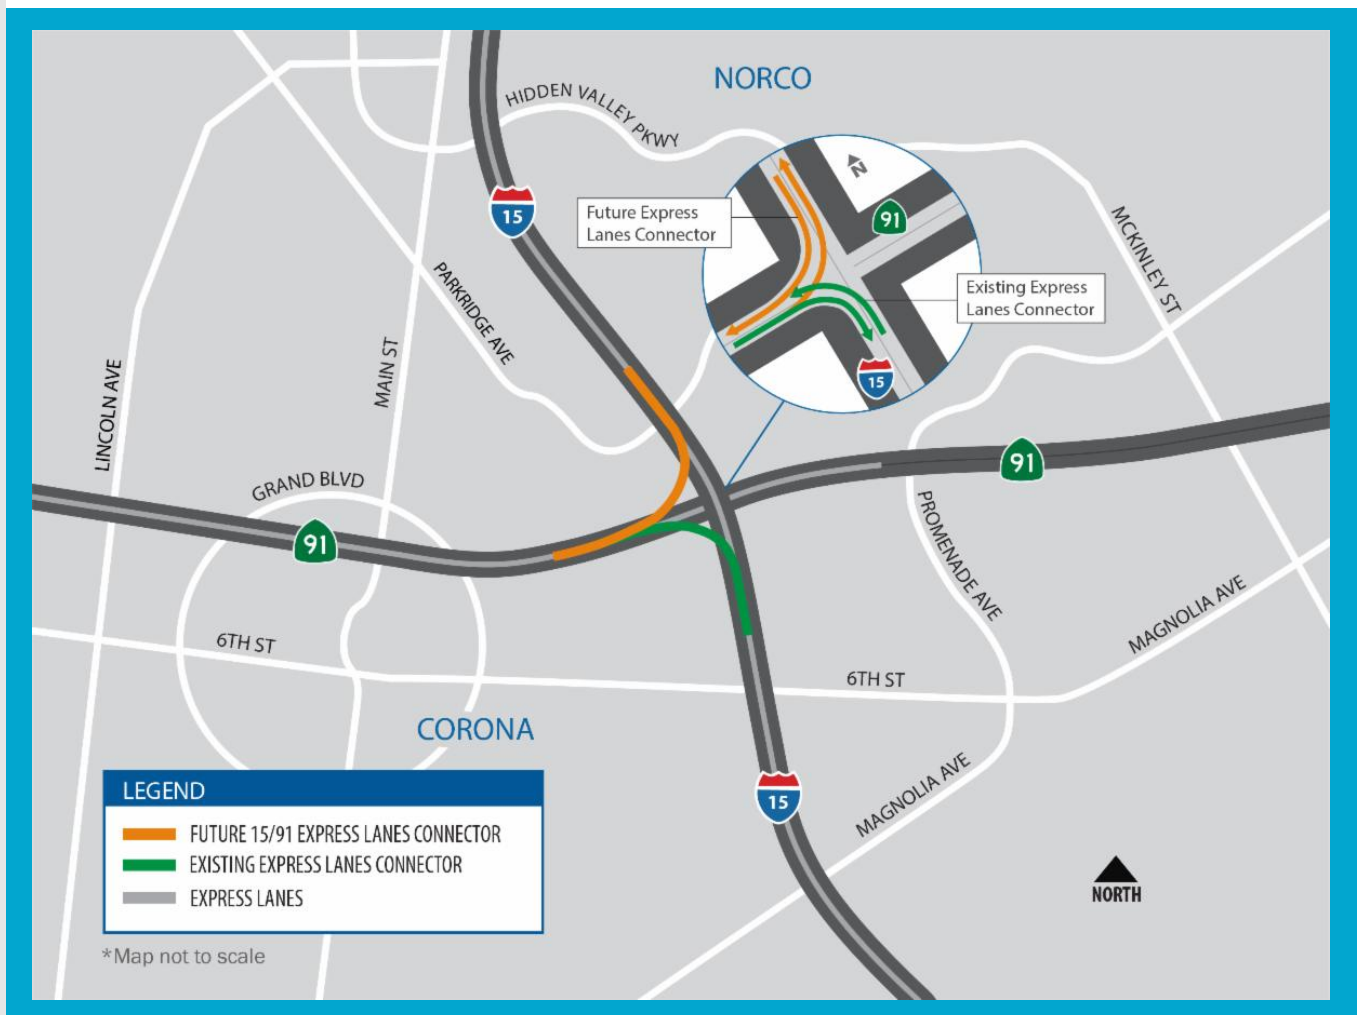 NORCO
HIDDEN VALLEY PKWY
N
15
Future Express
Lanes Connector
91
MCKINLEY ST
PARKRIDGE AVE
Existing Express
Lanes Connector
15
MAIN ST
LINCOLN AVE
GRAND BLVD
91
91
PROMENADE AVE
MAGNOLIA AVE
6TH ST
6TH ST
CORONA
MAGNOLIA AVE
15
LEGEND
FUTURE 15/91 EXPRESS LANES CONNECTOR
EXISTING EXPRESS LANES CONNECTOR
EXPRESS LANES
NORTH
*Map not to scale